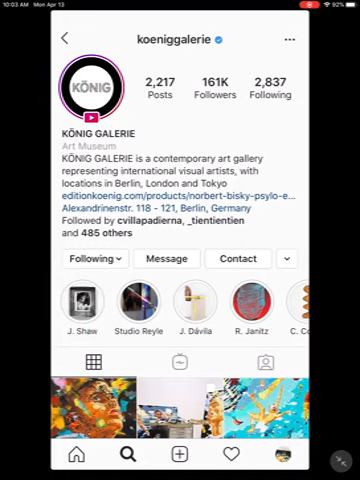 10:03 AM Mon Apr 13
92%
koeniggalerie
KÖNIG
2,217 161K 2,837
Posts Followers Following
KÖNIG GALERIE
Art Museum
KÖNIG GALERIE is a contemporary art gallery
representing international visual artists, with
locations in Berlin, London and Tokyo
editionkoenig.com/products/norbert-bisky-psylo-e...
Alexandrinenstr. 118 - 121, Berlin, Germany
Followed by cvillapadierna, _tientientien
and 485 others
Following Message Contact
J. Shaw Studio Reyle J. Dávila R. Janitz C. Co